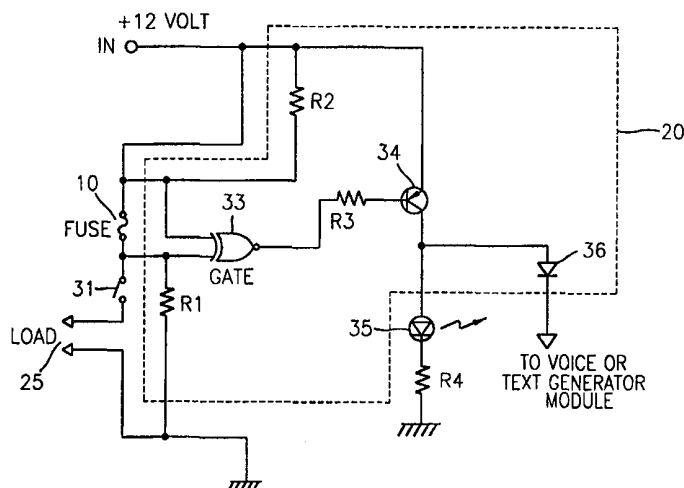 +12 VOLT
IN
R2
20
34
10
33
FUSE
R3
36
GATE
31
R1
35
LOAD
R4
TO VOICE OR
TEXT GENERATOR
MODULE
25